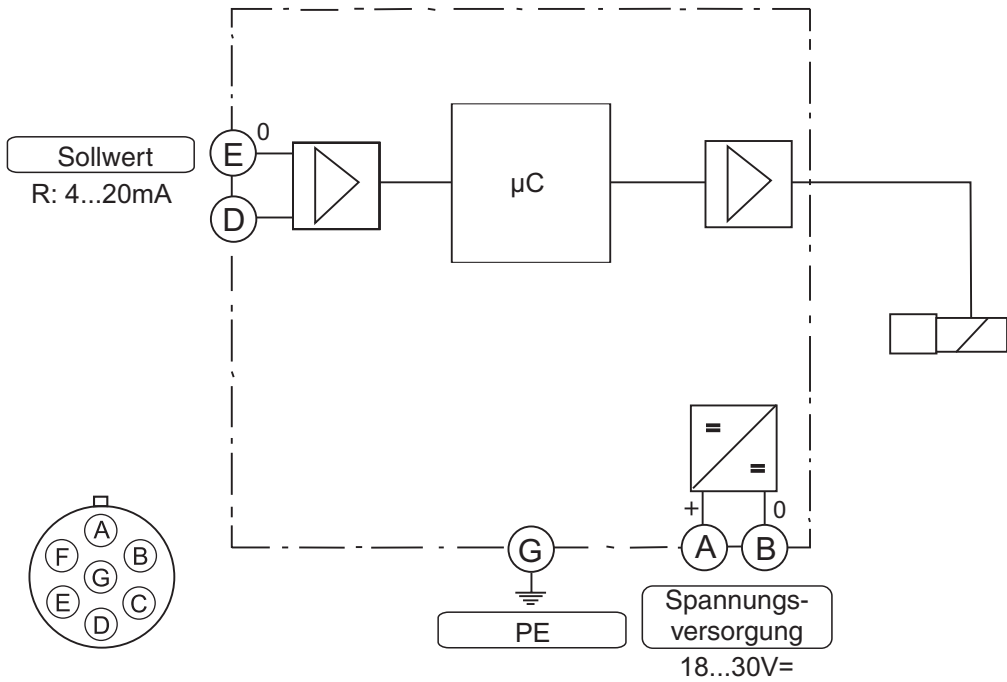 0
E
Sollwert
R: 4...20mA
D
µC
=
=
+
0
G
A
B
PE
Spannungs-
versorgung
18...30V=
A
F
B
G
E
C
D